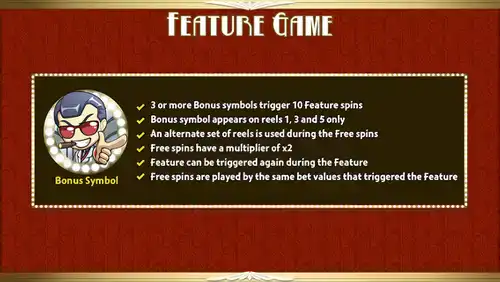 FEATURE GAME
3 or more Bonus symbols trigger 10 Feature spins
Bonus symbol appears on reels 1, 3 and 5 only
An alternate set of reels is used during the Free spins
Free spins have a multiplier of x2
Feature can be triggered again during the Feature
Free spins are played by the same bet values that triggered the Feature
Bonus Symbol